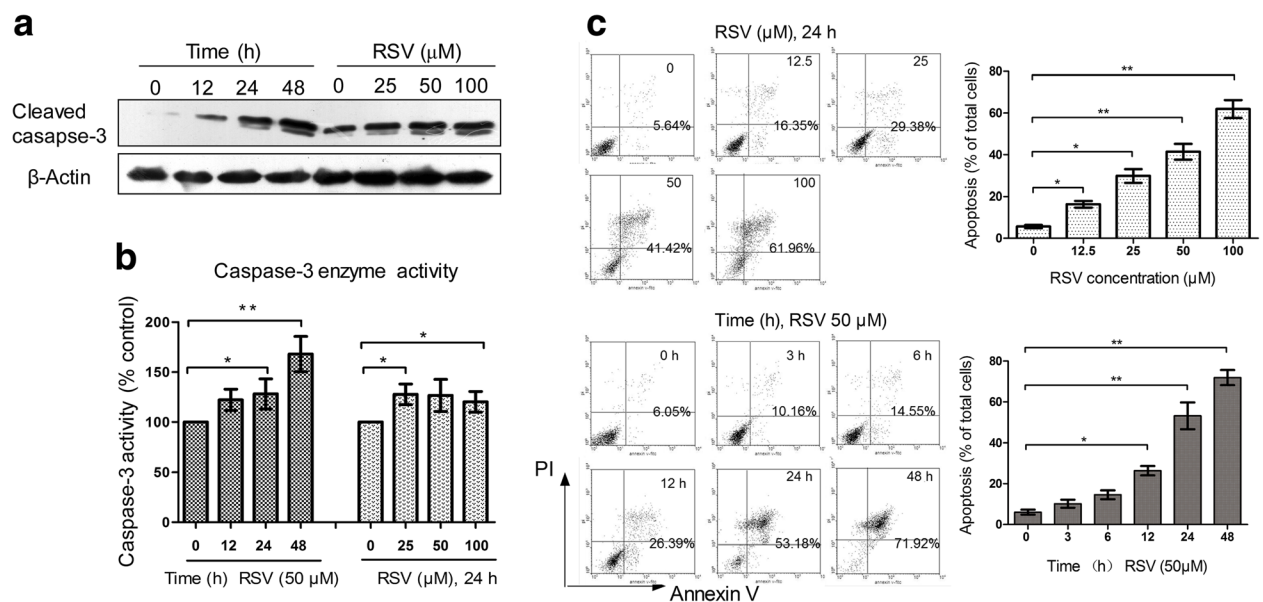 a
Time (h) RSV (μM)
0 12 24 48 0 25 50 100
Cleaved
casapse-3
β-Actin
b
Caspase-3 enzyme activity
Caspase-3 activity (% control)
200
150
100
50
0
* *
*
*
*
0 12 24 48 0 25 50 100
Time (h) RSV (50 μM) RSV (μM), 24 h
c
RSV (μM), 24 h
0
5.64%
12.5
16.35%
25
29.38%
50
41.42%
100
61.96%
Apoptosis (% of total cells)
80
60
40
20
0
**
**
*
*
0 12.5 25 50 100
RSV concentration (μM)
Time (h), RSV 50 μM)
0 h
6.05%
3 h
10.16%
6 h
14.55%
12 h
26.39%
24 h
53.18%
48 h
71.92%
PI
Annexin V
Apoptosis (% of total cells)
80
60
40
20
0
**
**
*
0 3 6 12 24 48
Time （h） RSV (50μM)